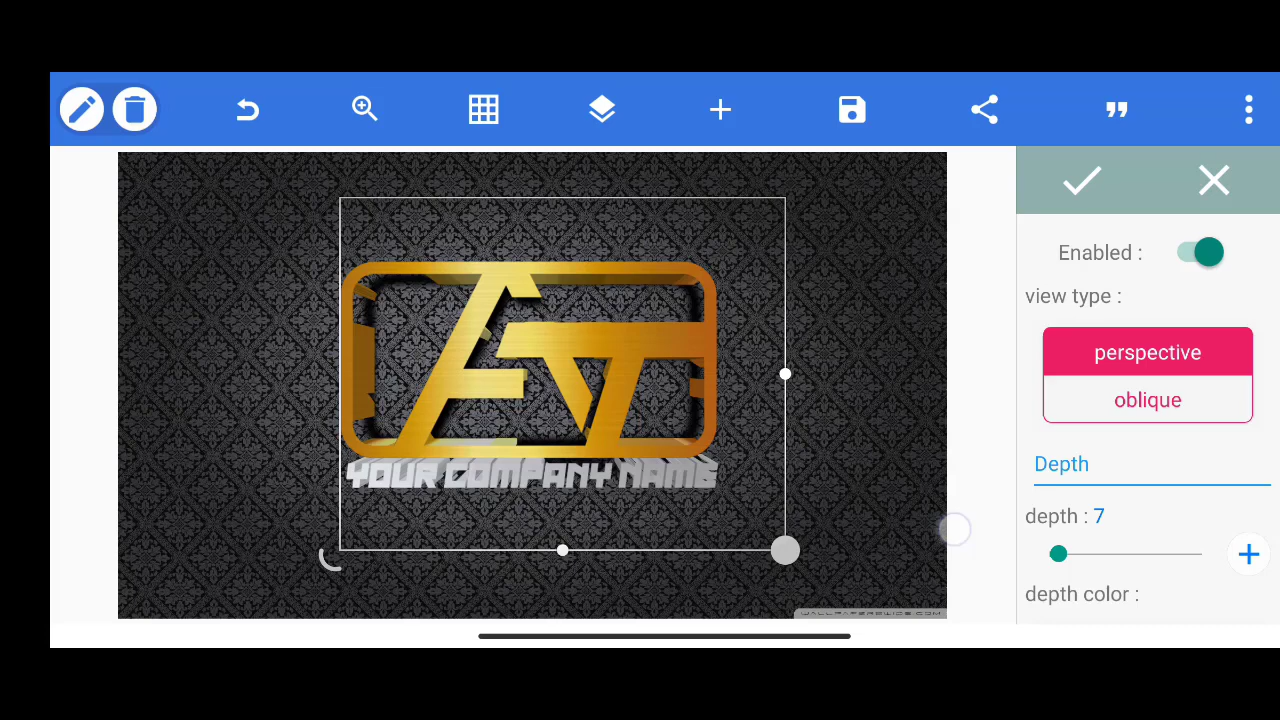 Enabled :
view type :
perspective
oblique
Depth
depth : 7
depth color :
YOUR COMPANY NAME